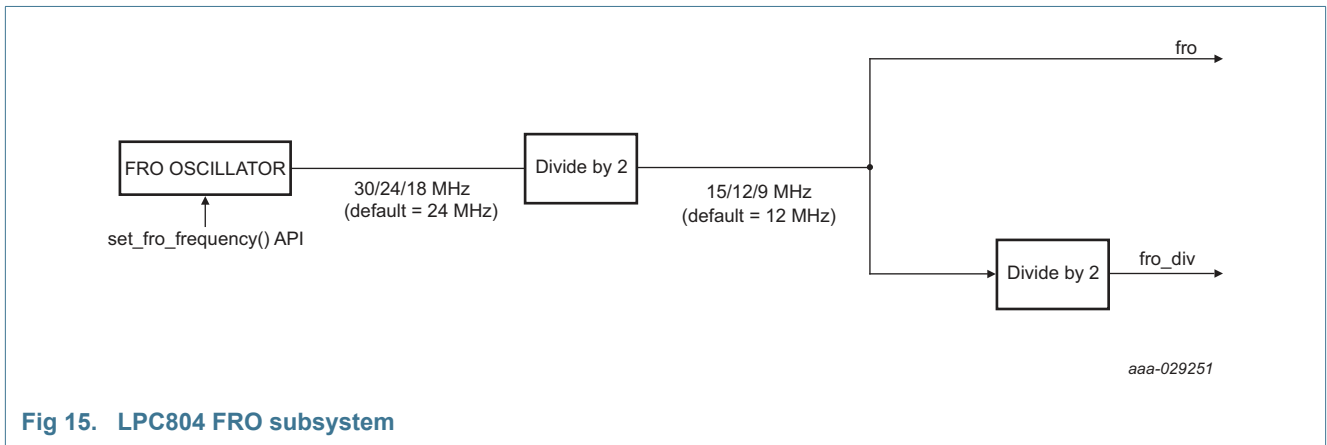 fro
FRO OSCILLATOR
30/24/18 MHz
(default = 24 MHz)
Divide by 2
15/12/9 MHz
(default = 12 MHz)
set_fro_frequency() API
Divide by 2
fro_div
aaa-029251
Fig 15. LPC804 FRO subsystem